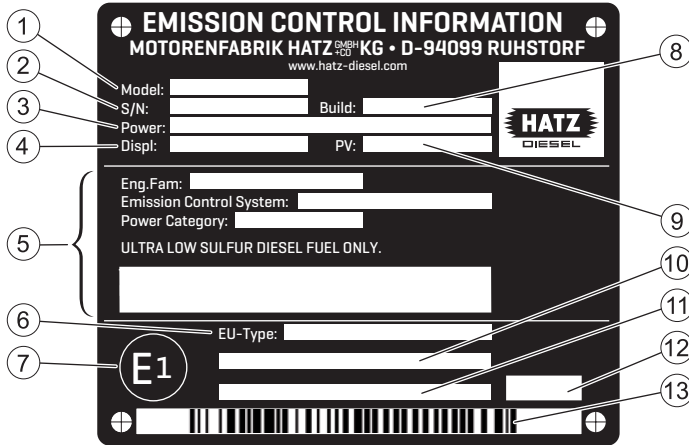 EMISSION CONTROL INFORMATION
MOTORENFABRIK HATZ GMBH +CO KG • D-94099 RUHSTORF
www.hatz-diesel.com
1
Model:
2
S/N: Build:
8
3
Power:
4
Displ: PV:
9
HATZ
DIESEL
5
Eng.Fam:
Emission Control System:
Power Category:
ULTRA LOW SULFUR DIESEL FUEL ONLY.
6
EU-Type:
10
7
E1
11
12
13